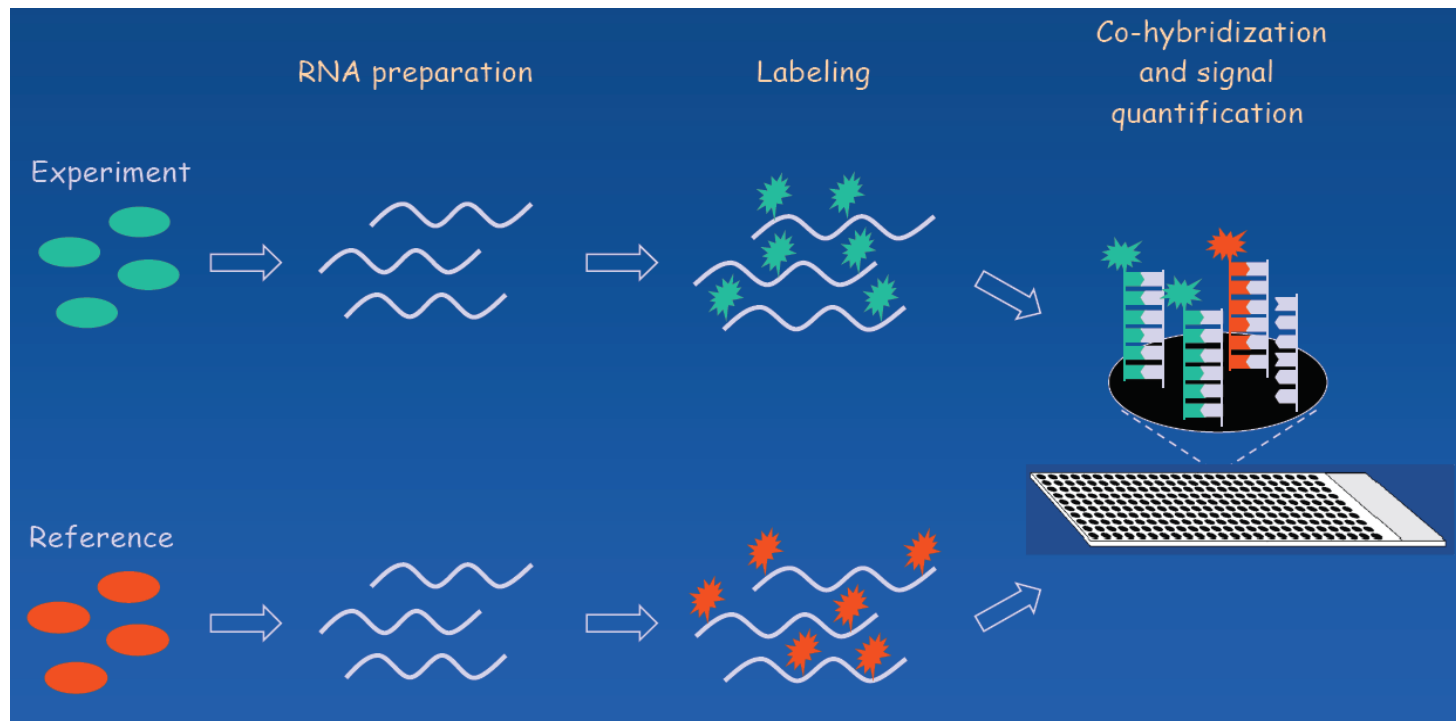 RNA preparation
Labeling
Co-hybridization
and signal
quantification
Experiment
Reference